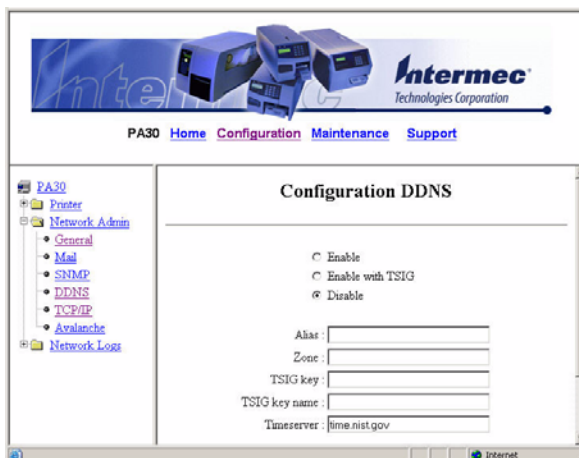 Intermec
Intermec
Technologies Corporation
PA30 Home Configuration Maintenance Support
PA30
Printer
Network Admin
General
Mail
SNMP
DDNS
TCP/IP
Avalanche
Network Logs
Configuration DDNS
Enable
Enable with TSIG
Disable
Alias :
Zone :
TSIG key :
TSIG key name :
Timeserver : time.nist.gov
Internet